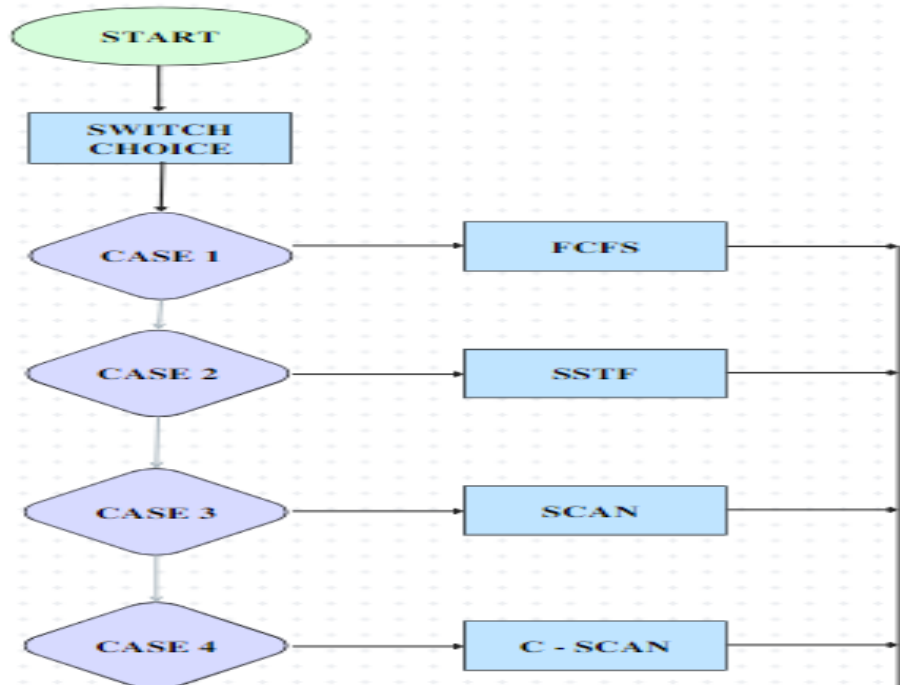 START
SWITCH
CHOICE
CASE 1
FCFS
CASE 2
SSTF
CASE 3
SCAN
CASE 4
C - SCAN